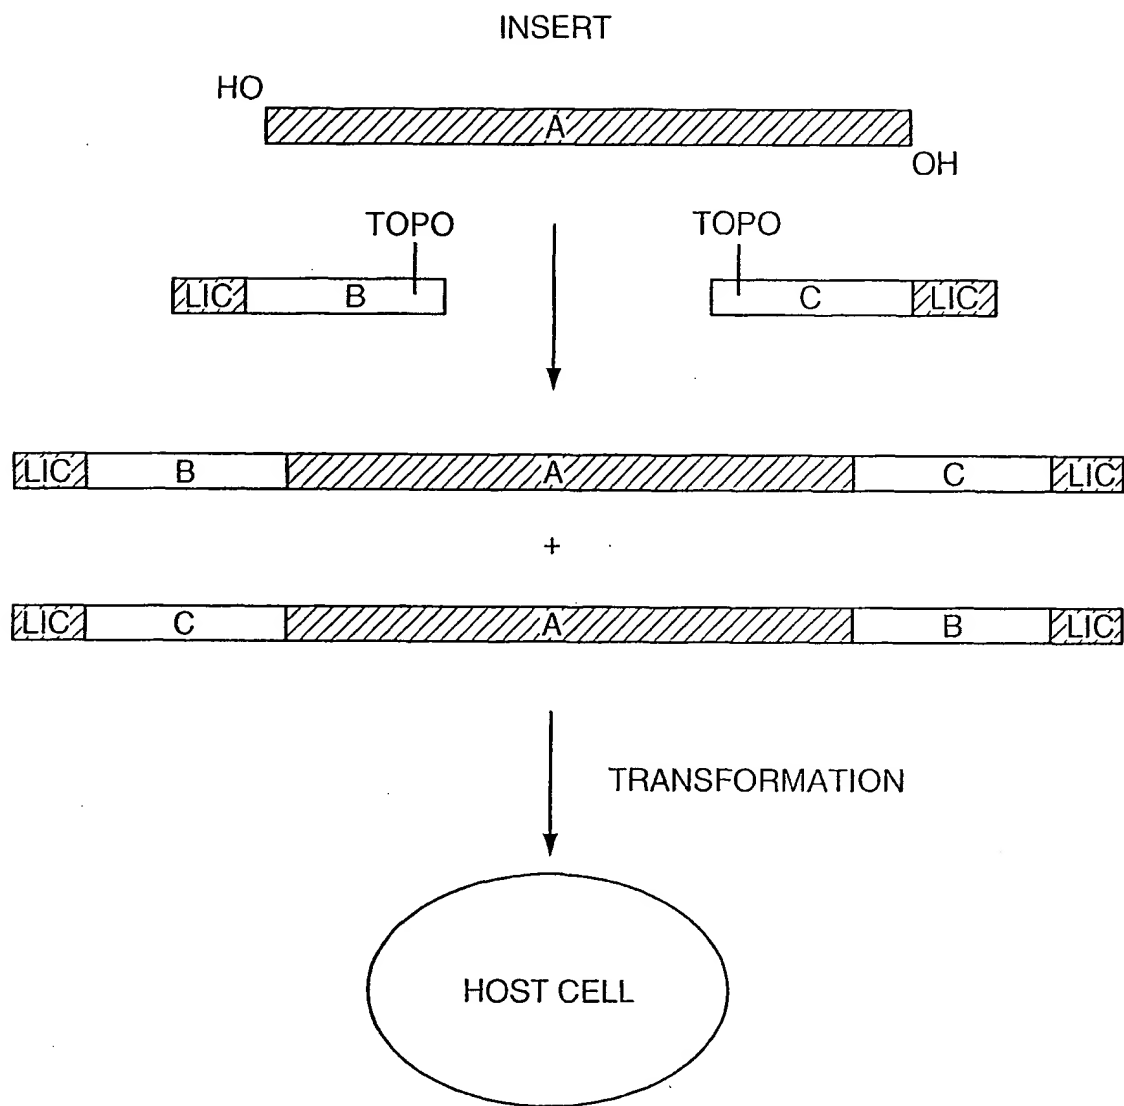 INSERT
HO
A
OH
TOPO TOPO
LIC B C LIC
LIC B A C LIC
+
LIC C A B LIC
TRANSFORMATION
HOST CELL